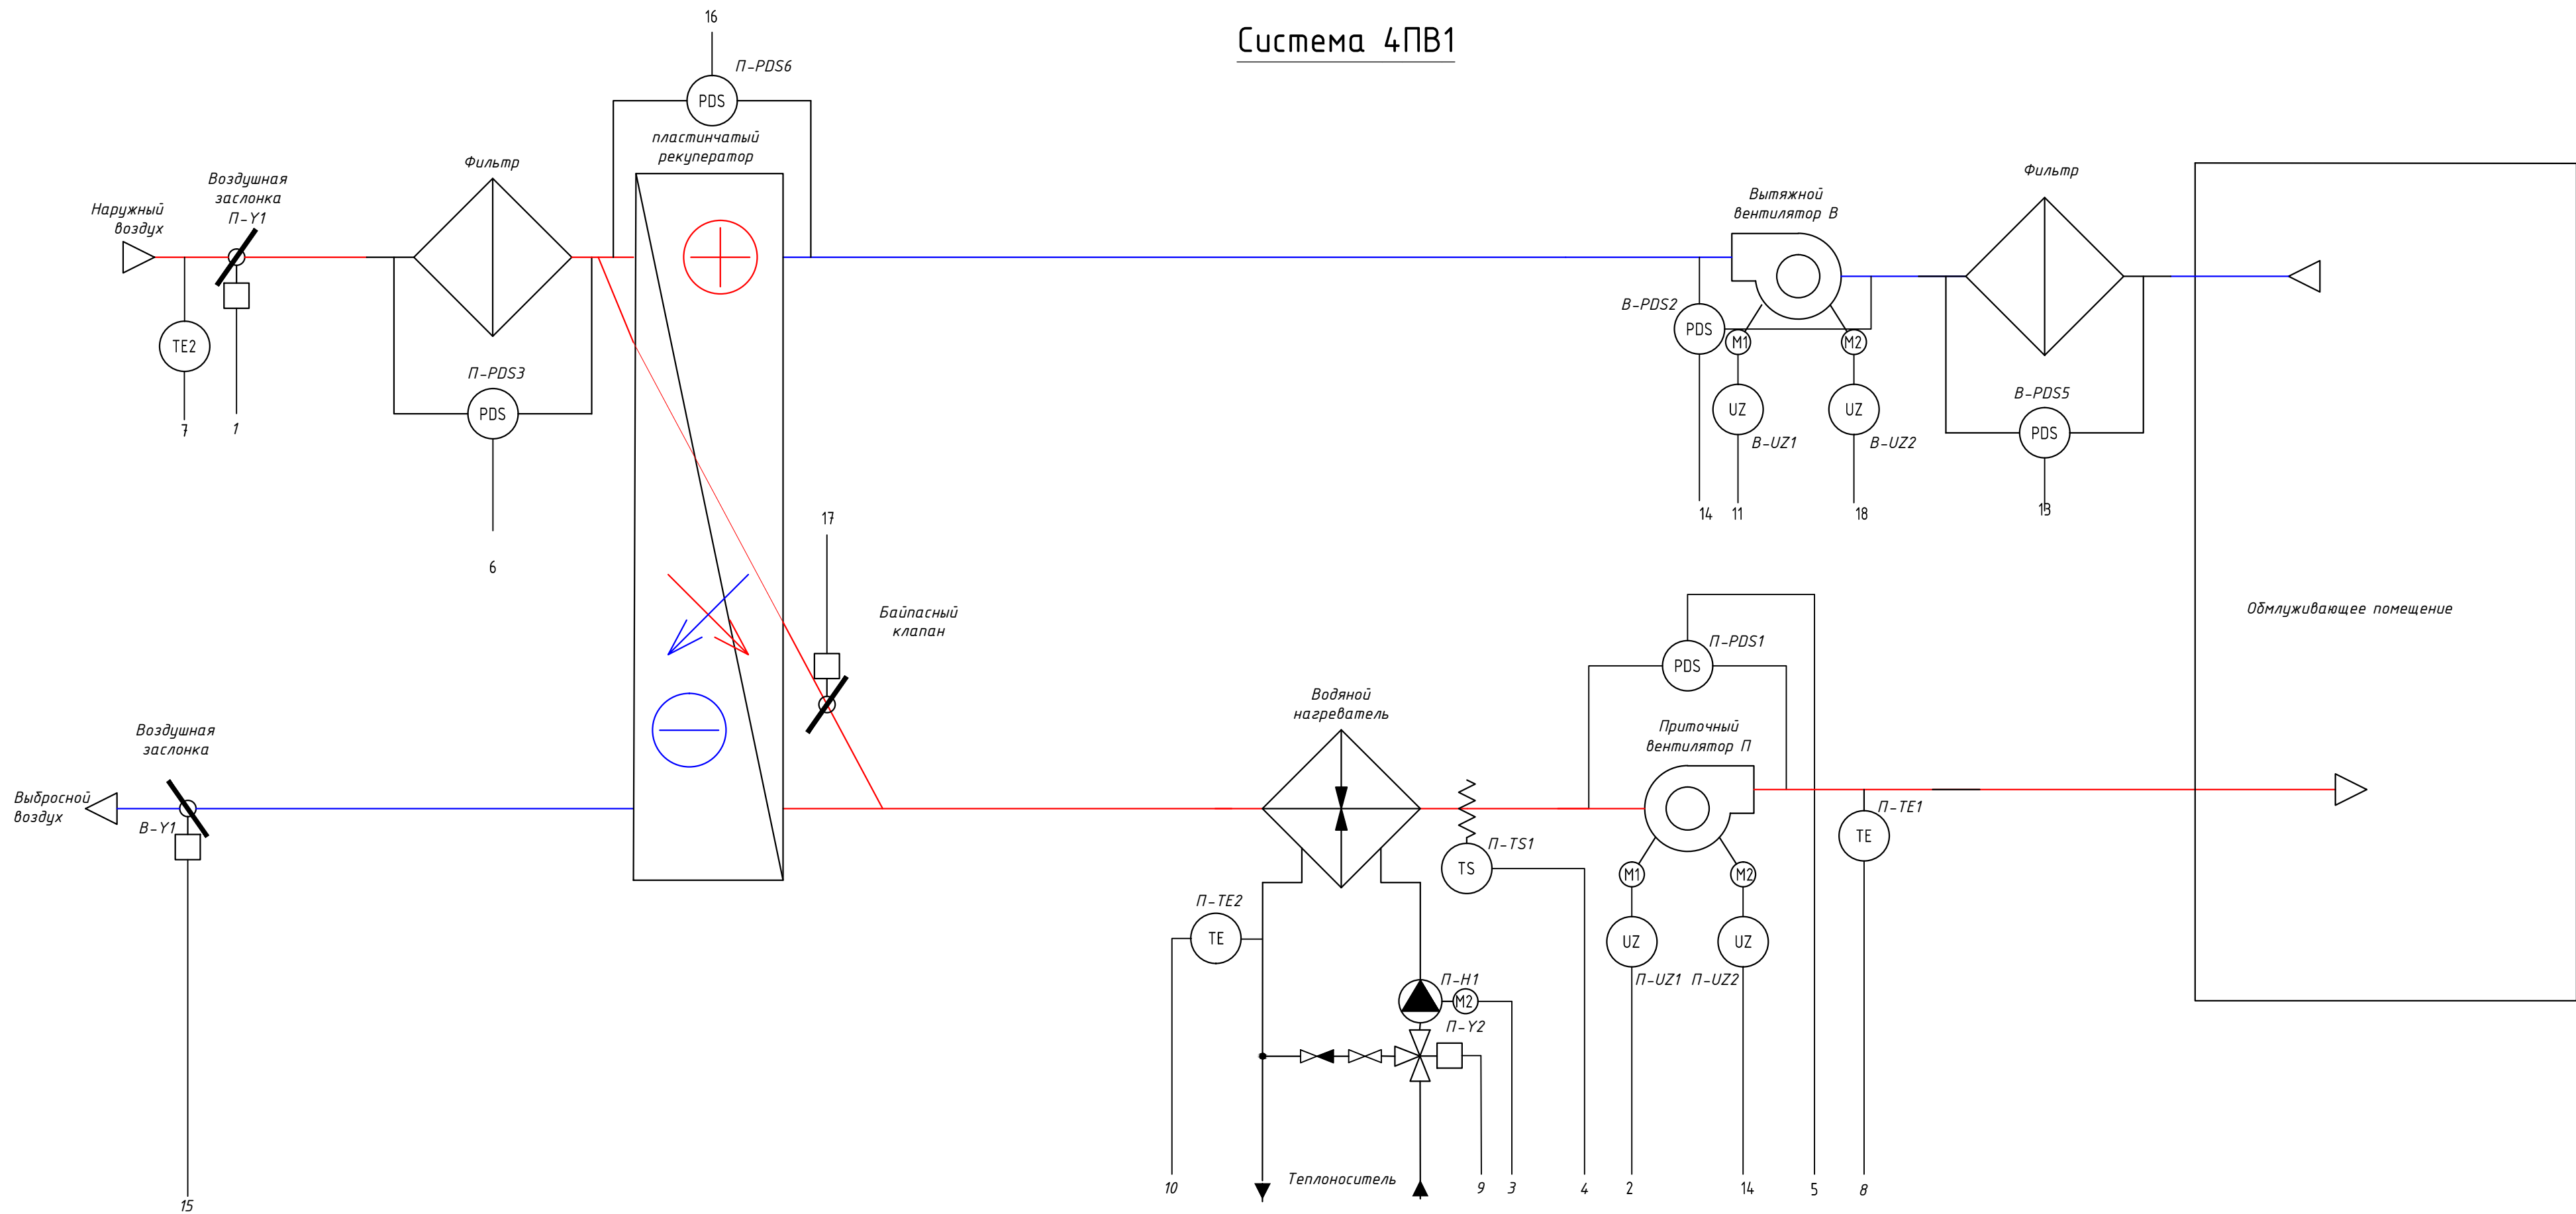 16
Система 4ПВ1
П-PDS6
PDS
пластинчатый
рекуператор
Фильтр
Фильтр
Воздушная
заслонка
П-Y1
Наружный
воздух
Вытяжной
вентилятор В
В-PDS2
PDS
M1
M2
TE2
П-PDS3
PDS
7
1
UZ
UZ
В-PDS5
PDS
В-UZ1
В-UZ2
14
11
18
13
17
6
Байпасный
клапан
Обмлуживающее помещение
П-PDS1
PDS
Водяной
нагреватель
Приточный
вентилятор П
Воздушная
заслонка
Выбросной
воздух
В-Y1
П-TE1
TE
П-TS1
TS
M1
M2
П-TE2
TE
UZ
UZ
П-UZ1
П-UZ2
П-Н1
M2
П-Y2
Теплоноситель
10
9
3
4
2
14
5
8
15